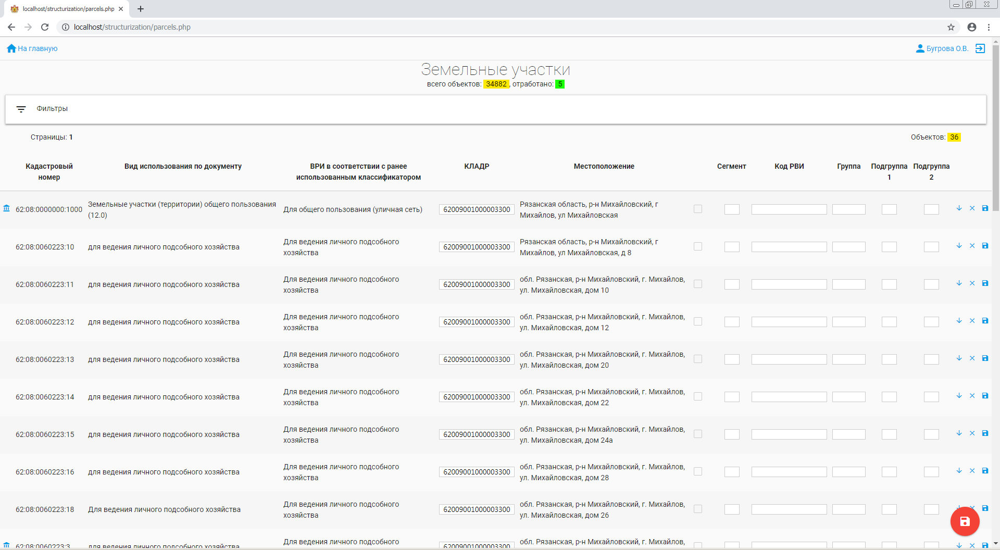 localhost/structurization/parcels.php
localhost/structurization/parcels.php
На главную
Бугрова О.В.
Земельные участки
всего объектов: 34882, отработано: 5
Фильтры
Страницы: 1
Объектов: 36
Кадастровый номер
Вид использования по документу
ВРИ в соответствии с ранее использованным классификатором
КЛАДР
Местоположение
Сегмент
Код РВИ
Группа
Подгруппа 1
Подгруппа 2
62:08:0000000:1000
Земельные участки (территории) общего пользования
(12.0)
Для общего пользования (уличная сеть)
62009001000003300
Рязанская область, р-н Михайловский, г
Михайлов, ул Михайловская
62:08:0060223:10
для ведения личного подсобного хозяйства
Для ведения личного подсобного
хозяйства
62009001000003300
Рязанская область, р-н Михайловский, г
Михайлов, ул Михайловская, д 8
62:08:0060223:11
для ведения личного подсобного хозяйства
Для ведения личного подсобного
хозяйства
62009001000003300
обл. Рязанская, р-н Михайловский, г. Михайлов,
ул. Михайловская, дом 10
62:08:0060223:12
для ведения личного подсобного хозяйства
Для ведения личного подсобного
хозяйства
62009001000003300
обл. Рязанская, р-н Михайловский, г. Михайлов,
ул. Михайловская, дом 12
62:08:0060223:13
для ведения личного подсобного хозяйства
Для ведения личного подсобного
хозяйства
62009001000003300
обл. Рязанская, р-н Михайловский, г. Михайлов,
ул. Михайловская, дом 20
62:08:0060223:14
для ведения личного подсобного хозяйства
Для ведения личного подсобного
хозяйства
62009001000003300
обл. Рязанская, р-н Михайловский, г. Михайлов,
ул. Михайловская, дом 22
62:08:0060223:15
для ведения личного подсобного хозяйства
Для ведения личного подсобного
хозяйства
62009001000003300
обл. Рязанская, р-н Михайловский, г. Михайлов,
ул. Михайловская, дом 24а
62:08:0060223:16
для ведения личного подсобного хозяйства
Для ведения личного подсобного
хозяйства
62009001000003300
обл. Рязанская, р-н Михайловский, г. Михайлов,
ул. Михайловская, дом 28
62:08:0060223:18
Для ведения личного подсобного хозяйства
Для ведения личного подсобного
хозяйства
62009001000003300
обл. Рязанская, р-н Михайловский, г. Михайлов,
ул. Михайловская, дом 26
62:08:0060223:3
для ведения личного подсобного хозяйства
Для ведения личного подсобного
62009001000003300
обл. Рязанская, р-н Михайловский, г. Михайлов,